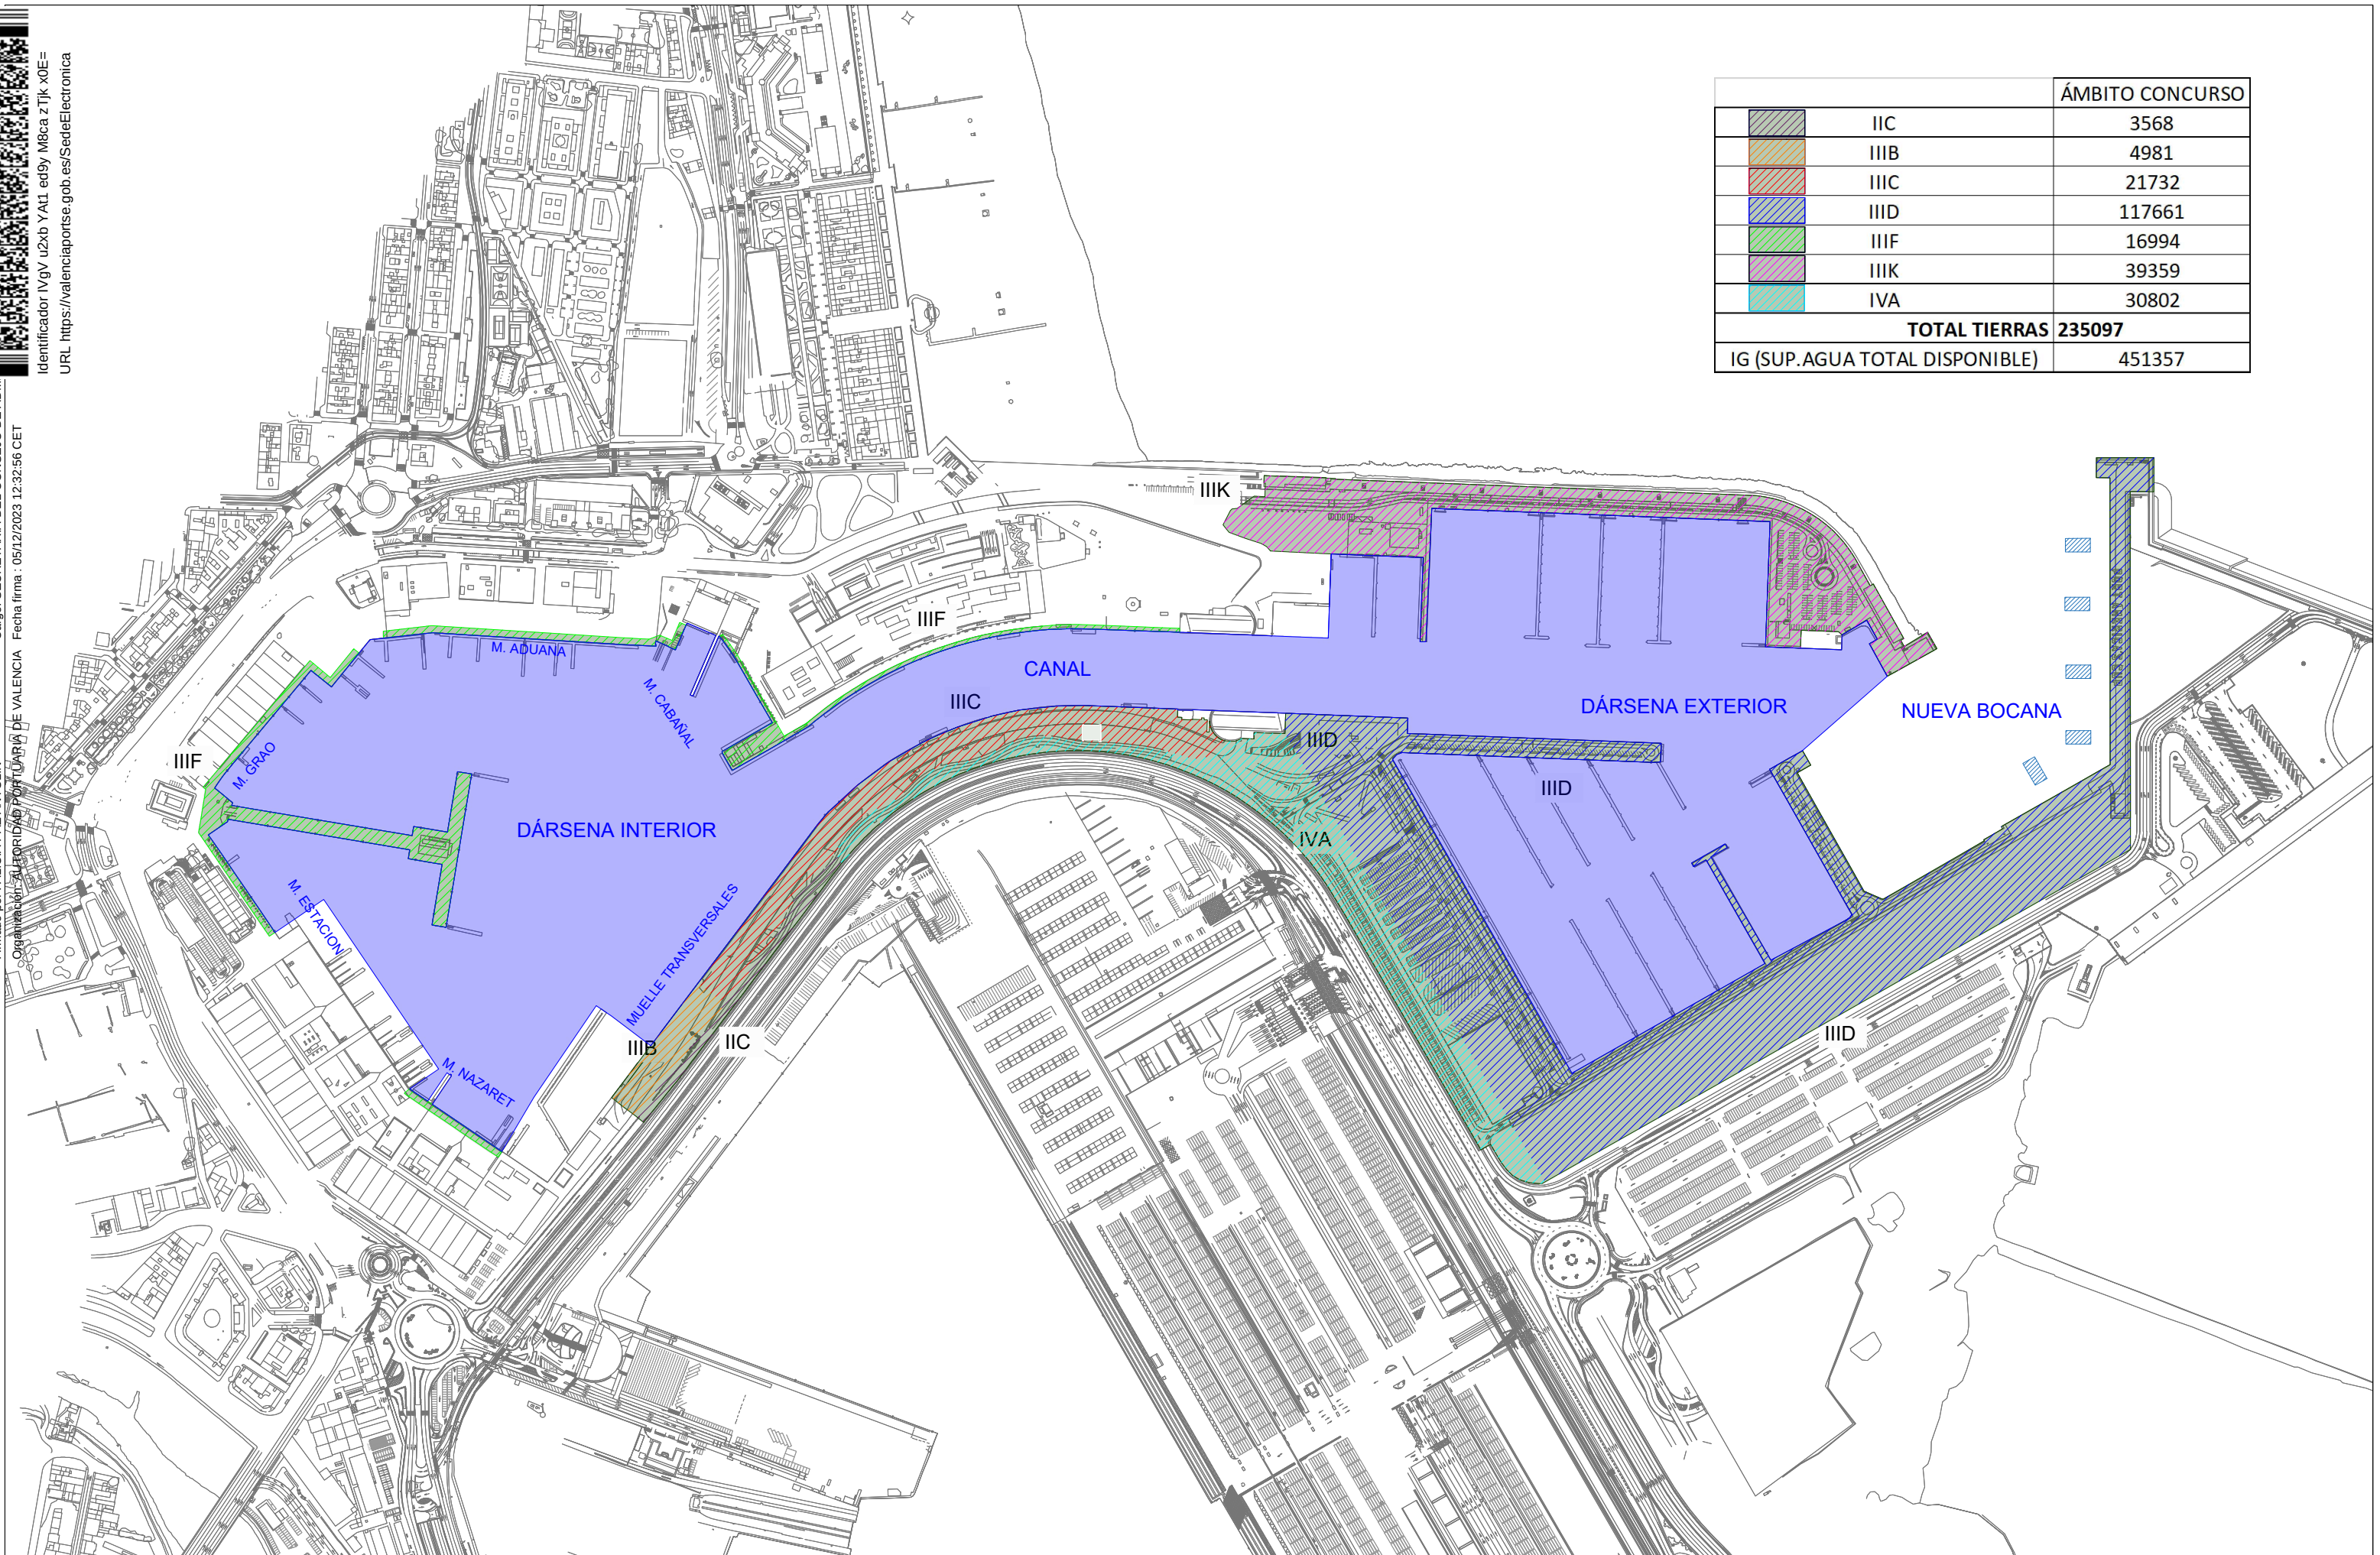 Identificador IVgV u2xb YAt1 ed9y M8ca zTjk x0E=
URL https://valenciaportse.gob.es/SedeElectronica
Organización: AUTORIDAD PORTUARIA DE VALENCIA Fecha firma : 05/12/2023 12:32:56 CET
ÁMBITO CONCURSO
IIC 3568
IIIB 4981
IIIC 21732
IIID 117661
IIIF 16994
IIIK 39359
IVA 30802
TOTAL TIERRAS 235097
IG (SUP.AGUA TOTAL DISPONIBLE) 451357
IIIK
IIIF
M. ADUANA
CANAL
M. CABAÑAL
IIIC
DÁRSENA EXTERIOR
NUEVA BOCANA
IIID
IIIF
M. GRAO
IIID
DÁRSENA INTERIOR
IVA
M. ESTACION
MUELLE TRANSVERSALES
IIID
IIC
IIIB
M. NAZARET